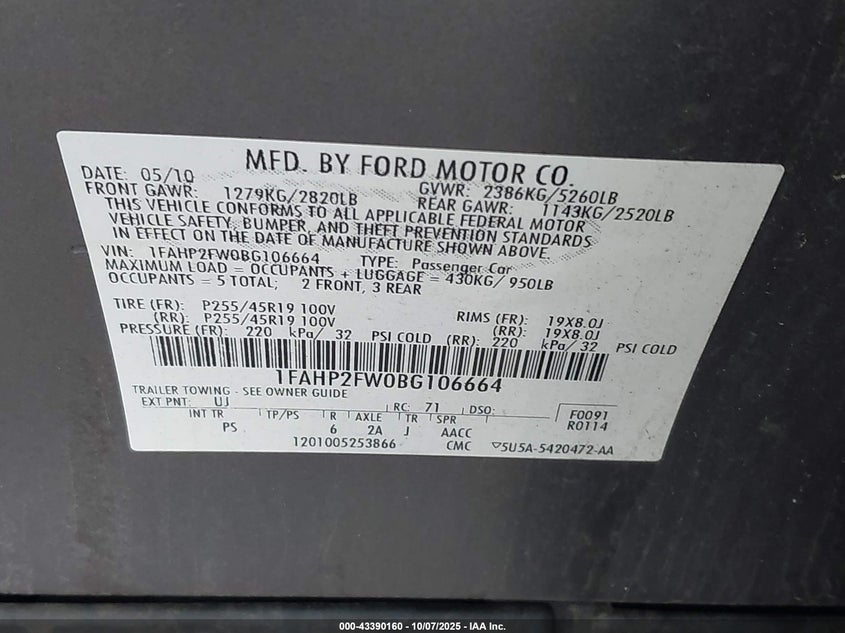 MFD. BY FORD MOTOR CO.
DATE: 05/10 GVWR: 2386KG/5260LB
FRONT GAWR: 1279KG/2820LB REAR GAWR: 1143KG/2520LB
THIS VEHICLE CONFORMS TO ALL APPLICABLE FEDERAL MOTOR
VEHICLE SAFETY, BUMPER, AND THEFT PREVENTION STANDARDS
IN EFFECT ON THE DATE OF MANUFACTURE SHOWN ABOVE
VIN: 1FAHP2FW0BG106664 TYPE: Passenger Car
MAXIMUM LOAD = OCCUPANTS + LUGGAGE = 430KG/ 950LB
OCCUPANTS = 5 TOTAL; 2 FRONT, 3 REAR
TIRE (FR): P255/45R19 100V RIMS (FR): 19X8.0J
(RR): P255/45R19 100V (RR): 19X8.0J
PRESSURE (FR): 220 kPa/ 32 PSI COLD (RR): 220 kPa/ 32 PSI COLD
1FAHP2FW0BG106664
TRAILER TOWING - SEE OWNER GUIDE
EXT PNT: UJ RC: 71 DSO: F0091
INT TR TP/PS R AXLE TR SPR R0114
PS 6 2A J AACC
1201005253866 CMC 5U5A-5420472-AA
000-43390160 - 10/07/2025 - IAA Inc.